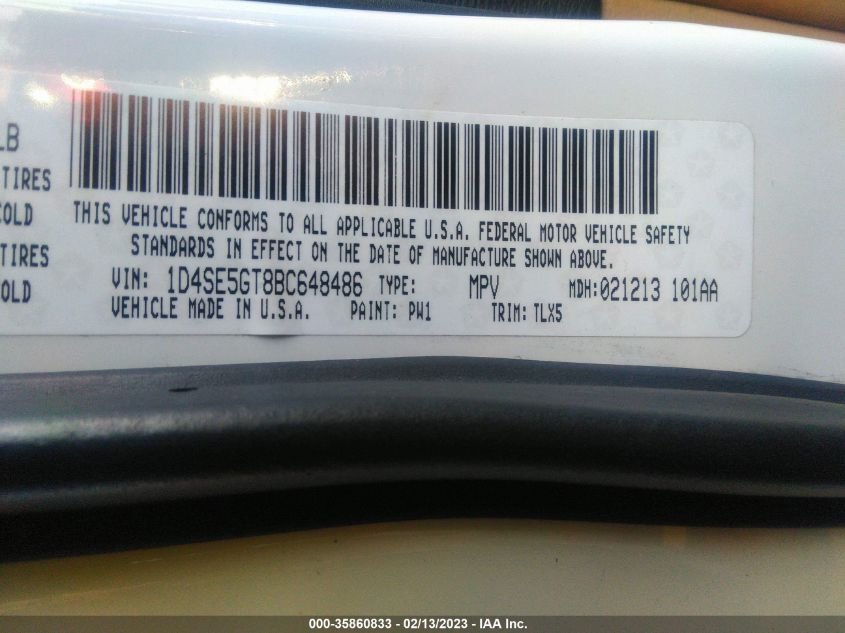 LB
TIRES
COLD
TIRES
OLD
THIS VEHICLE CONFORMS TO ALL APPLICABLE U.S.A. FEDERAL MOTOR VEHICLE SAFETY
STANDARDS IN EFFECT ON THE DATE OF MANUFACTURE SHOWN ABOVE.
VIN: 1D4SE5GT8BC648486 TYPE: MPV MDH:021213 101AA
VEHICLE MADE IN U.S.A. PAINT: PW1 TRIM: TLX5
000-35860833 - 02/13/2023 - IAA Inc.